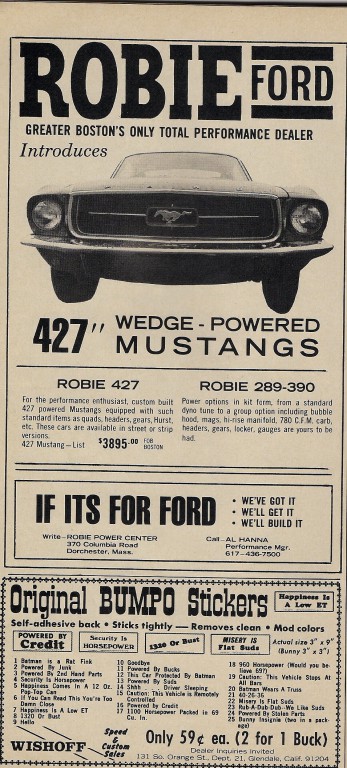 ROBIE FORD
GREATER BOSTON'S ONLY TOTAL PERFORMANCE DEALER
Introduces
427" WEDGE - POWERED
MUSTANGS
ROBIE 427
For the performance enthusiast, custom built
427 powered Mustangs equipped with such
standard items as quads, headers, gears, Hurst,
etc. These cars are available in street or strip
versions.
427 Mustang — List $3895.00 FOB
BOSTON
ROBIE 289-390
Power options in kit form, from a standard
dyno tune to a group option including bubble
hood, mags, hi-rise manifold, 780 C.F.M. carb,
headers, gears, locker, gauges are yours to be
had.
IF ITS FOR FORD
• WE'VE GOT IT
• WE'LL GET IT
• WE'LL BUILD IT
Write—ROBIE POWER CENTER
370 Columbia Road
Dorchester, Mass.
Call—AL HANNA
Performance Mgr.
617-436-7500
Original BUMPO Stickers
Happiness Is
A Low ET
Self-adhesive back • Sticks tightly — Removes clean • Mod colors
POWERED BY
Credit
Security Is
HORSEPOWER
1320 Or Bust
MISERY IS
Flat Suds
Actual size 3" x 9"
(Bunny 3" x 3")
1 Batman is a Rat Fink
2 Powered By Junk
3 Powered By 2nd Hand Parts
4 Security Is Horsepower
5 Happiness Comes In A 12 Oz.
Pop-Top Can
6 If You Can Read This You're Too
Damn Close
7 Happiness Is A Low ET
8 1320 Or Bust
9 Hello
10 Goodbye
11 Powered By Bucks
12 This Car Protected By Batman
13 Powered By Suds
14 Shhh . . . Driver Sleeping
15 Caution: This Vehicle is Remotely
Controlled
16 Powered by Credit
17 1100 Horsepower Packed in 69
Cu. In.
18 960 Horsepower (Would you be-
lieve 697)
19 Caution: This Vehicle Stops At
All Bars
20 Batman Wears A Truss
21 40-26-36
22 Misery Is Flat Suds
23 Rub-A-Dub-Dub—We Like Suds
24 Powered By Stolen Parts
25 Bunny Insignia (two in a pack-
age)
WISHOFF
Speed
&
Custom
Sales
Only 59¢ ea. (2 for 1 Buck)
Dealer Inquires Invited
131 So. Orange St., Dept. 21, Glendale, Calif. 91204